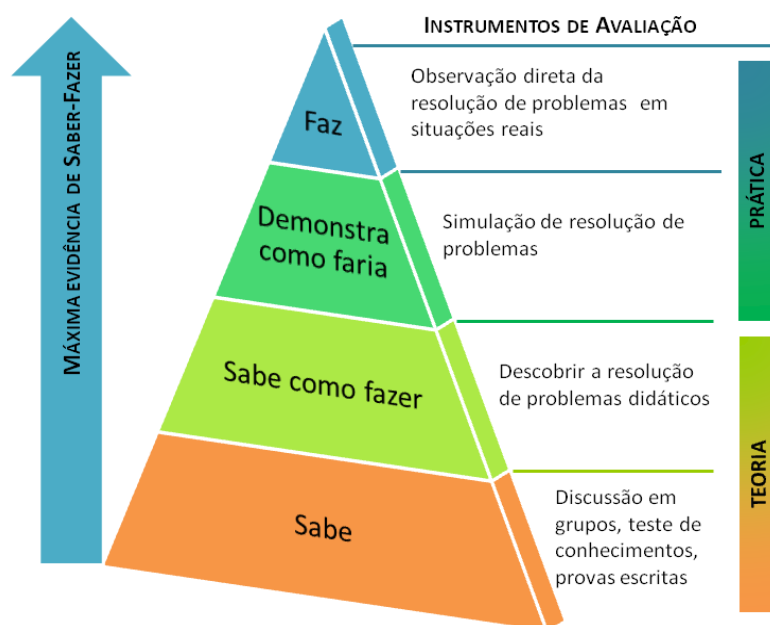 INSTRUMENTOS DE AVALIAÇÃO
MÁXIMA EVIDÊNCIA DE SABER-FAZER
Faz
Observação direta da
resolução de problemas em
situações reais
Demonstra
como faria
Simulação de resolução de
problemas
PRÁTICA
Sabe como fazer
Descobrir a resolução
de problemas didáticos
Sabe
Discussão em
grupos, teste de
conhecimentos,
provas escritas
TEORIA